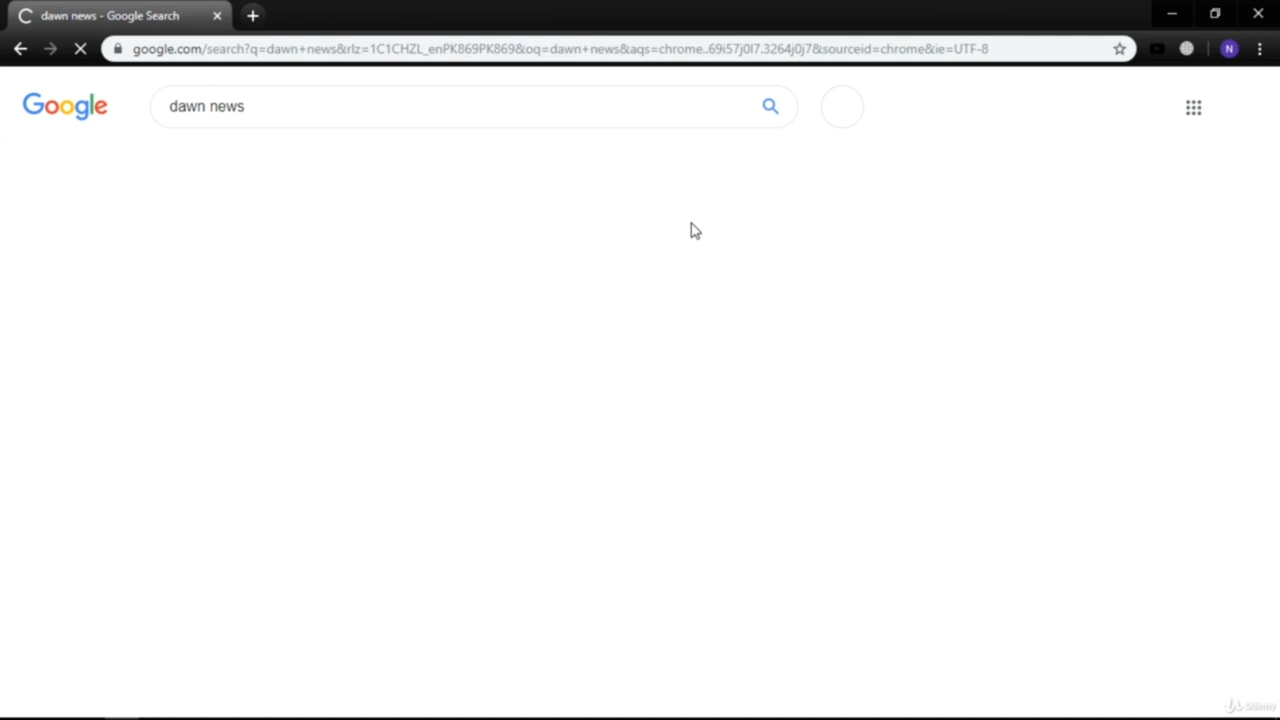 dawn news - Google Search
google.com/search?q=dawn+news&rlz=1C1CHZL_enPK869PK869&oq=dawn+news&aqs=chrome..69i57j0l7.3264j0j7&sourceid=chrome&ie=UTF-8
N
Google
dawn news
Udemy